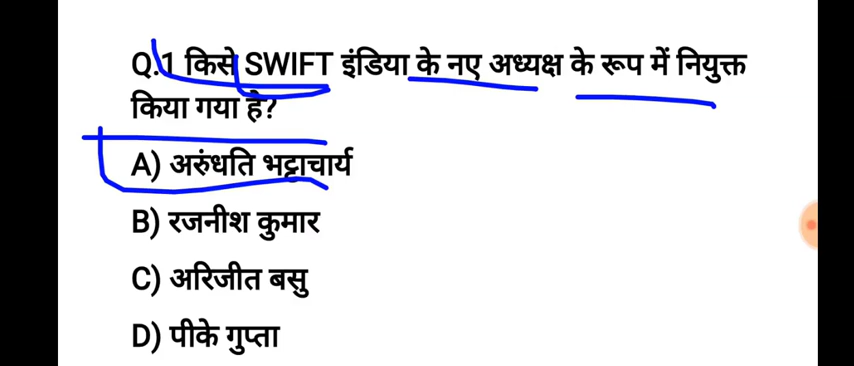 Q.1 किसे SWIFT इंडिया के नए अध्यक्ष के रूप में नियुक्त
किया गया है?
A) अरुंधति भट्टाचार्य
B) रजनीश कुमार
C) अरिजीत बसु
D) पीके गुप्ता